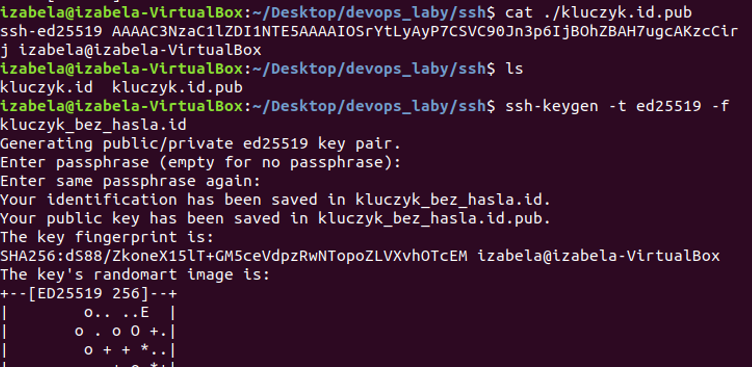 izabela@izabela-VirtualBox:~/Desktop/devops_laby/ssh$ cat ./kluczyk.id.pub
ssh-ed25519 AAAAC3NzaC1lZDI1NTE5AAAAIOSrYtLyAyP7CSVC90Jn3p6IjBOhZBAH7ugcAKzcCir
j izabela@izabela-VirtualBox
izabela@izabela-VirtualBox:~/Desktop/devops_laby/ssh$ ls
kluczyk.id  kluczyk.id.pub
izabela@izabela-VirtualBox:~/Desktop/devops_laby/ssh$ ssh-keygen -t ed25519 -f
kluczyk_bez_hasla.id
Generating public/private ed25519 key pair.
Enter passphrase (empty for no passphrase):
Enter same passphrase again:
Your identification has been saved in kluczyk_bez_hasla.id.
Your public key has been saved in kluczyk_bez_hasla.id.pub.
The key fingerprint is:
SHA256:dS88/ZkoneX15lT+GM5ceVdpzRwNTopoZLVXvhOTcEM izabela@izabela-VirtualBox
The key's randomart image is:
+--[ED25519 256]--+
|        o.. ..E  |
|       o . o O +.|
|        o + + *..|